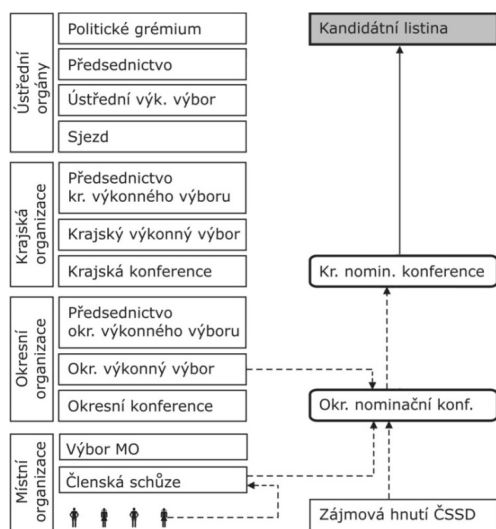 Ústřední
orgány
Politické grémium
Předsednictvo
Ústřední výk. výbor
Sjezd
Krajská
organizace
Předsednictvo
kr. výkonného výboru
Krajský výkonný výbor
Krajská konference
Okresní
organizace
Předsednictvo
okr. výkonného výboru
Okr. výkonný výbor
Okresní konference
Místní
organizace
Výbor MO
Členská schůze
Kandidátní listina
Kr. nomin. konference
Okr. nominační konf.
Zájmová hnutí ČSSD